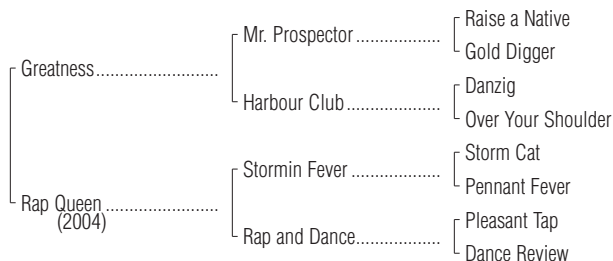 Raise a Native
Mr. Prospector ..................
Gold Digger
Greatness..........................
Danzig
Harbour Club ....................
Over Your Shoulder
Storm Cat
Stormin Fever ...................
Pennant Fever
Rap Queen ........................
(2004)
Pleasant Tap
Rap and Dance..................
Dance Review